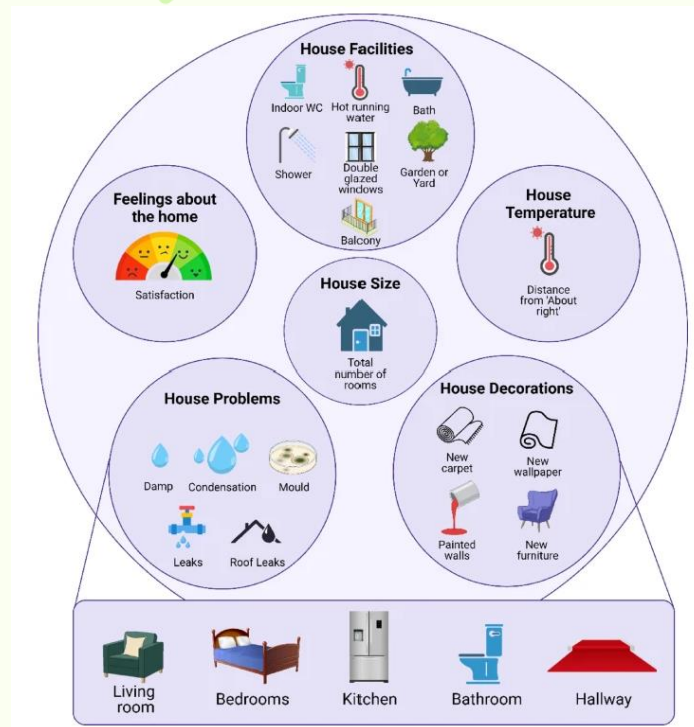 House Facilities
Indoor WC
Hot running
water
Bath
Shower
Double
glazed
windows
Garden or
Yard
Balcony
Feelings about
the home
Satisfaction
House
Temperature
Distance
from 'About
right'
House Size
Total
number of
rooms
House Problems
Damp
Condensation
Mould
Leaks
Roof Leaks
House Decorations
New
carpet
New
wallpaper
Painted
walls
New
furniture
Living
room
Bedrooms
Kitchen
Bathroom
Hallway